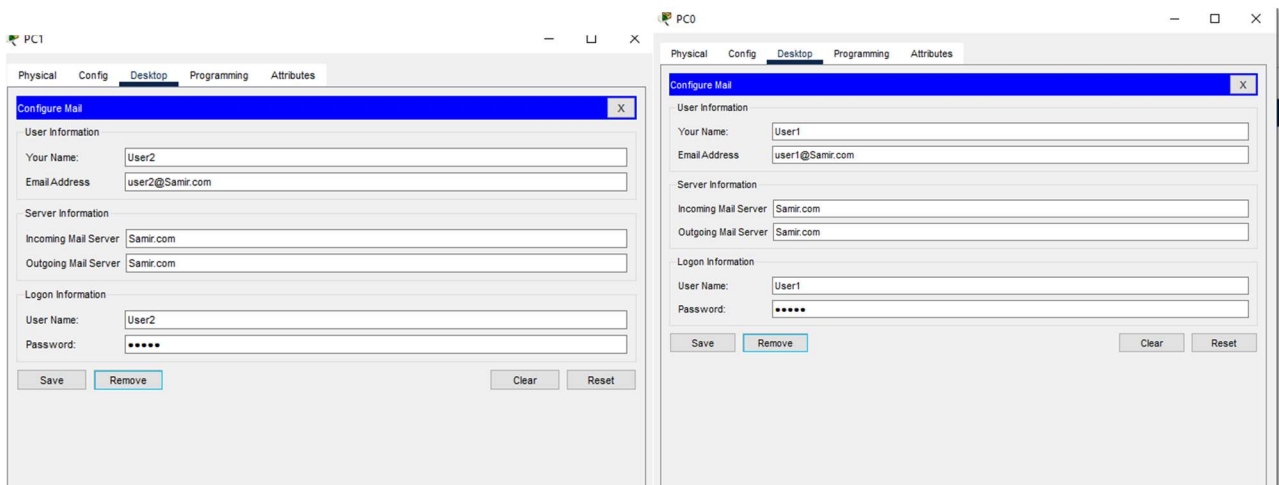 PC1
Physical Config Desktop Programming Attributes
Configure Mail X
User Information
Your Name: User2
Email Address user2@Samir.com
Server Information
Incoming Mail Server Samir.com
Outgoing Mail Server Samir.com
Logon Information
User Name: User2
Password: •••••
Save Remove Clear Reset
PC0
Physical Config Desktop Programming Attributes
Configure Mail X
User Information
Your Name: User1
Email Address user1@Samir.com
Server Information
Incoming Mail Server Samir.com
Outgoing Mail Server Samir.com
Logon Information
User Name: User1
Password: •••••
Save Remove Clear Reset